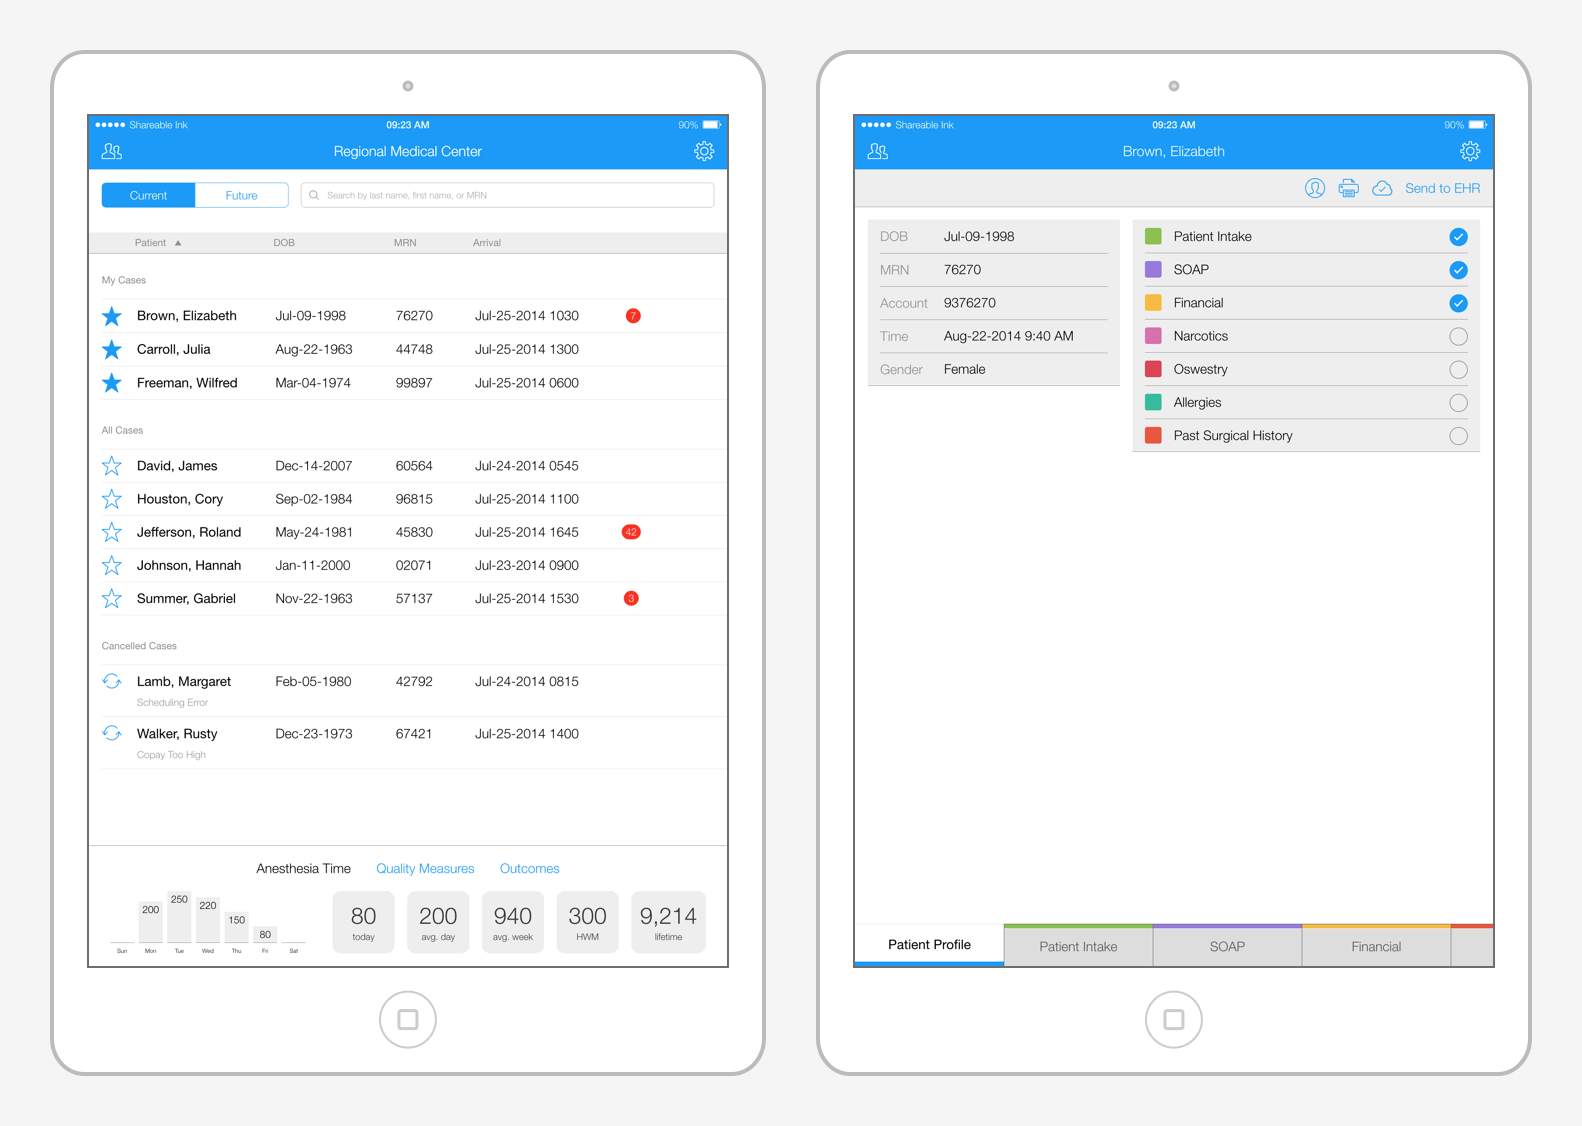 Shareable Ink 09:23 AM 90%
Regional Medical Center
Current Future Search by last name, first name, or MRN
Patient DOB MRN Arrival
My Cases
Brown, Elizabeth Jul-09-1998 76270 Jul-25-2014 1030 7
Carroll, Julia Aug-22-1963 44748 Jul-25-2014 1300
Freeman, Wilfred Mar-04-1974 99897 Jul-25-2014 0600
All Cases
David, James Dec-14-2007 60564 Jul-24-2014 0545
Houston, Cory Sep-02-1984 96815 Jul-25-2014 1100
Jefferson, Roland May-24-1981 45830 Jul-25-2014 1645 42
Johnson, Hannah Jan-11-2000 02071 Jul-23-2014 0900
Summer, Gabriel Nov-22-1963 57137 Jul-25-2014 1530 3
Cancelled Cases
Lamb, Margaret Feb-05-1980 42792 Jul-24-2014 0815
Scheduling Error
Walker, Rusty Dec-23-1973 67421 Jul-25-2014 1400
Copay Too High
Anesthesia Time Quality Measures Outcomes
200 250 220 150 80
Sun Mon Tue Wed Thu Fri Sat
80 200 940 300 9,214
today avg. day avg. week HWM lifetime
Shareable Ink 09:23 AM 90%
Brown, Elizabeth
Send to EHR
DOB Jul-09-1998
MRN 76270
Account 9376270
Time Aug-22-2014 9:40 AM
Gender Female
Patient Intake
SOAP
Financial
Narcotics
Oswestry
Allergies
Past Surgical History
Patient Profile Patient Intake SOAP Financial